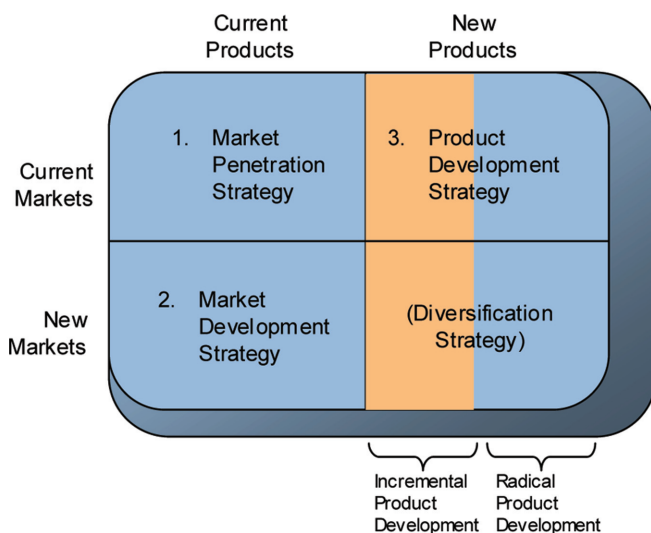 Current
Products
New
Products
Current
Markets
1. Market
Penetration
Strategy
3. Product
Development
Strategy
New
Markets
2. Market
Development
Strategy
(Diversification
Strategy)
Incremental
Product
Development
Radical
Product
Development